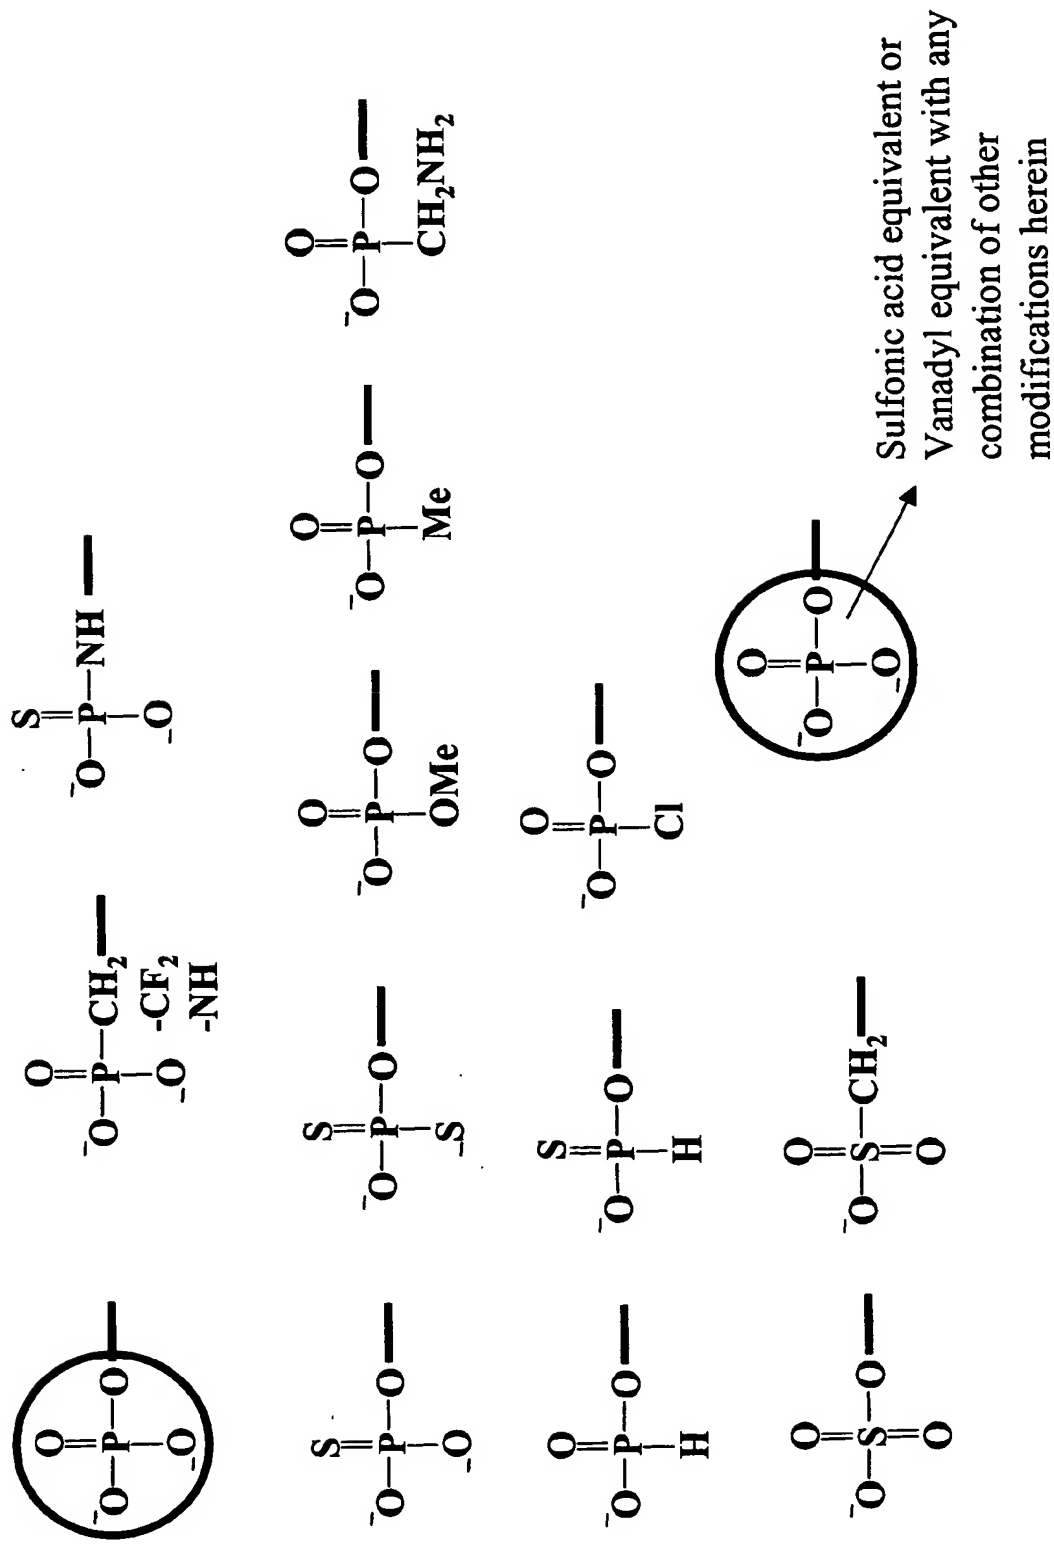 O
⁻O–P–O
O⁻
O
⁻O–P–CH₂
O⁻
-CF₂
-NH
S
⁻O–P–NH
O⁻
S
⁻O–P–O
O⁻
S
⁻O–P–O
S⁻
O
⁻O–P–O
OMe
O
⁻O–P–O
Me
O
⁻O–P–O
CH₂NH₂
O
⁻O–P–O
H
S
⁻O–P–O
H
O
⁻O–P–O
Cl
O
⁻O–S–O
O
O
⁻O–S–CH₂
O
O
⁻O–P–O
O⁻
Sulfonic acid equivalent or
Vanadyl equivalent with any
combination of other
modifications herein